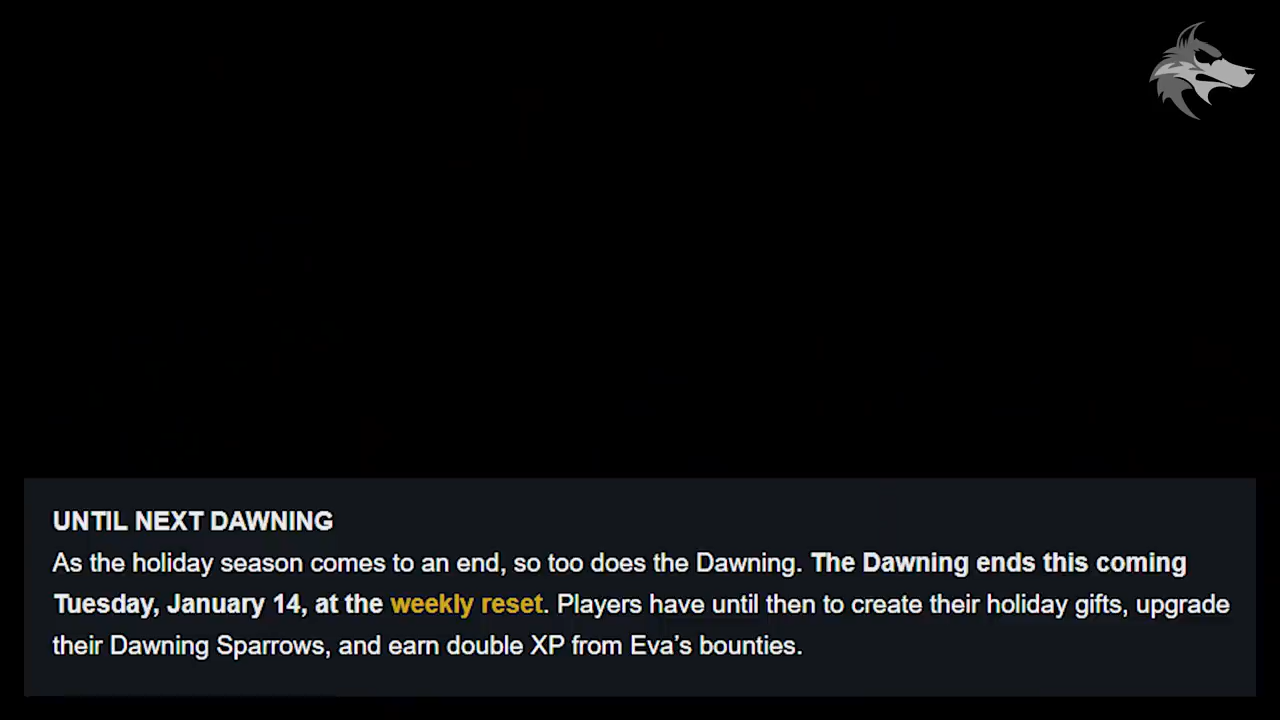 UNTIL NEXT DAWNING
As the holiday season comes to an end, so too does the Dawning. The Dawning ends this coming
Tuesday, January 14, at the weekly reset. Players have until then to create their holiday gifts, upgrade
their Dawning Sparrows, and earn double XP from Eva’s bounties.